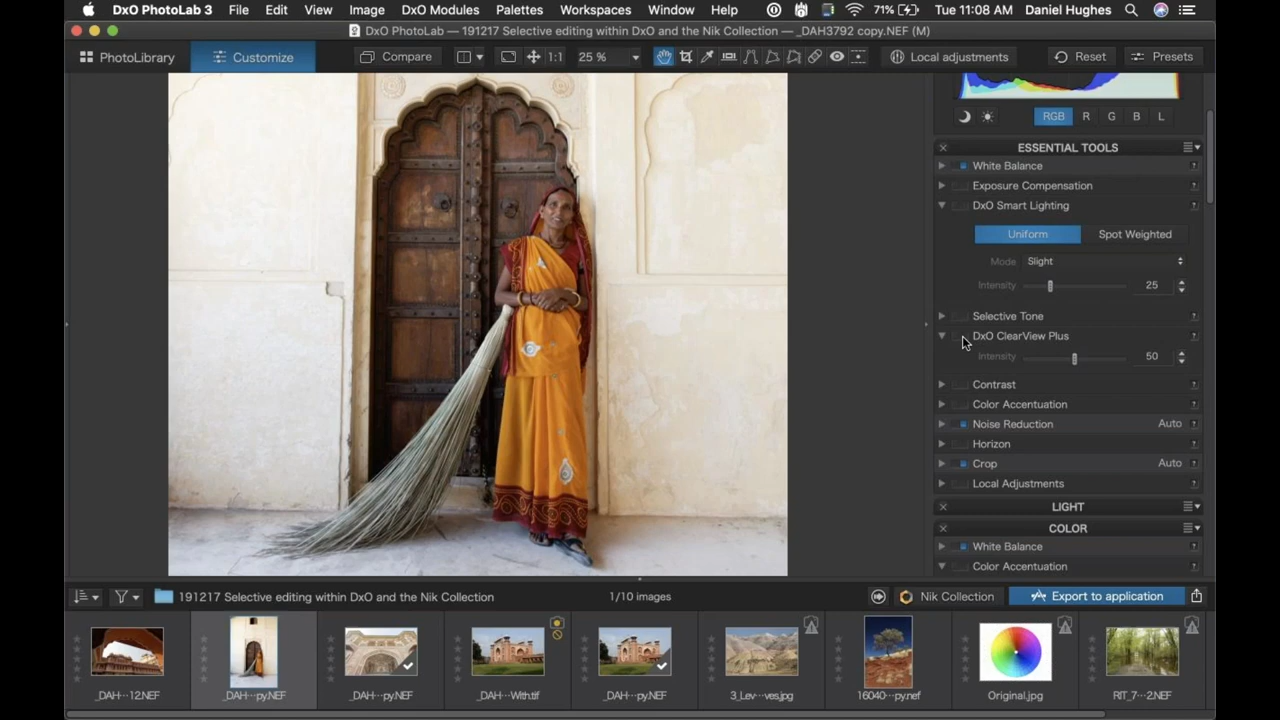 DxO PhotoLab 3 File Edit View Image DxO Modules Palettes Workspaces Window Help 71% Tue 11:08 AM Daniel Hughes
DxO PhotoLab — 191217 Selective editing within DxO and the Nik Collection — _DAH3792 copy.NEF (M)
PhotoLibrary Customize Compare 1:1 25 % Local adjustments Reset Presets
RGB R G B L
ESSENTIAL TOOLS
White Balance ?
Exposure Compensation ?
DxO Smart Lighting ?
Uniform Spot Weighted
Mode Slight
Intensity 25
Selective Tone ?
DxO ClearView Plus ?
Intensity 50
Contrast ?
Color Accentuation ?
Noise Reduction Auto ?
Horizon ?
Crop Auto ?
Local Adjustments ?
LIGHT
COLOR
White Balance ?
Color Accentuation ?
191217 Selective editing within DxO and the Nik Collection 1/10 images Nik Collection Export to application
_DAH···12.NEF _DAH···py.NEF _DAH···py.NEF _DAH···With.tif _DAH···py.NEF 3_Lev···ves.jpg 16040···py.nef Original.jpg RIT_7···2.NEF